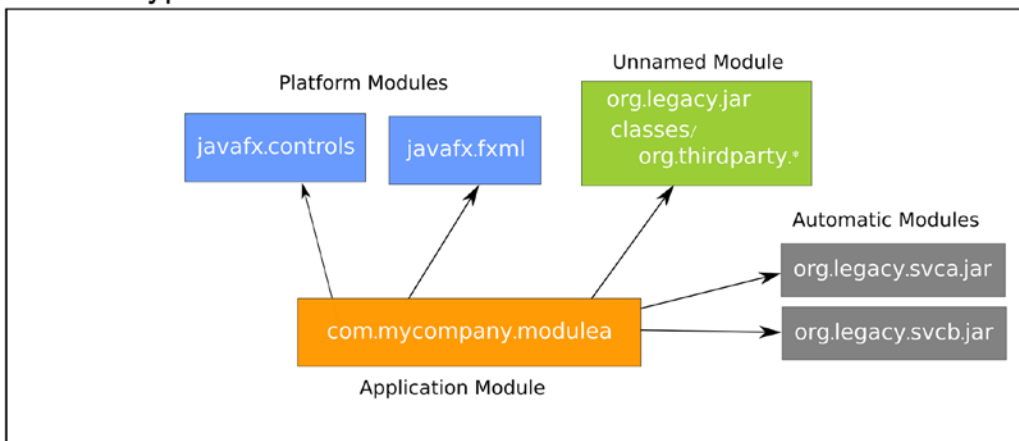 Platform Modules
javafx.controls
javafx.fxml
Unnamed Module
org.legacy.jar
classes/
org.thirdparty.*
Automatic Modules
org.legacy.svca.jar
org.legacy.svcb.jar
com.mycompany.modulea
Application Module